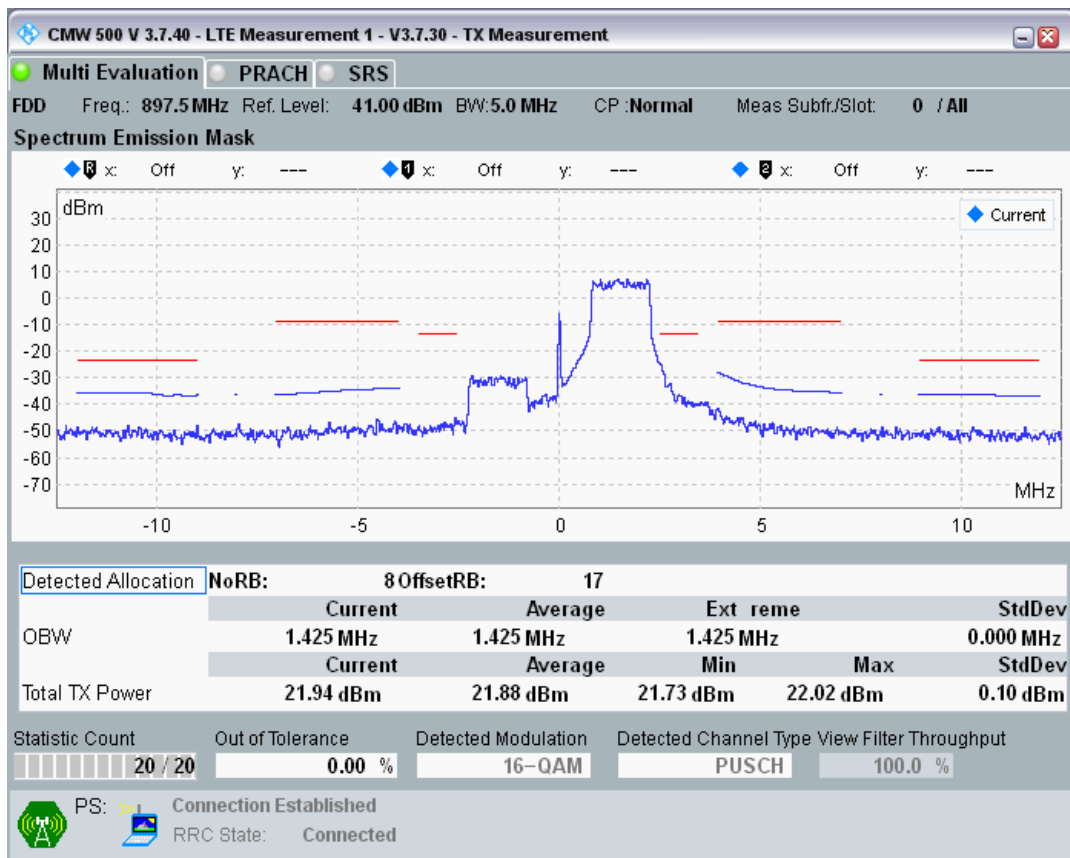 CMW 500 V 3.7.40 - LTE Measurement 1 - V3.7.30 - TX Measurement
Multi Evaluation PRACH SRS
FDD Freq.: 897.5 MHz Ref. Level: 41.00 dBm BW:5.0 MHz CP :Normal Meas Subfr./Slot: 0 / All
Spectrum Emission Mask
R x: Off y: --- 1 x: Off y: --- 2 x: Off y: ---
dBm
Current
30
20
10
0
-10
-20
-30
-40
-50
-60
-70
MHz
-10 -5 0 5 10
Detected Allocation NoRB: 8 OffsetRB: 17
Current Average Ext reme StdDev
OBW 1.425 MHz 1.425 MHz 1.425 MHz 0.000 MHz
Current Average Min Max StdDev
Total TX Power 21.94 dBm 21.88 dBm 21.73 dBm 22.02 dBm 0.10 dBm
Statistic Count Out of Tolerance Detected Modulation Detected Channel Type View Filter Throughput
20 / 20 0.00 % 16-QAM PUSCH 100.0 %
PS: Connection Established
RRC State: Connected